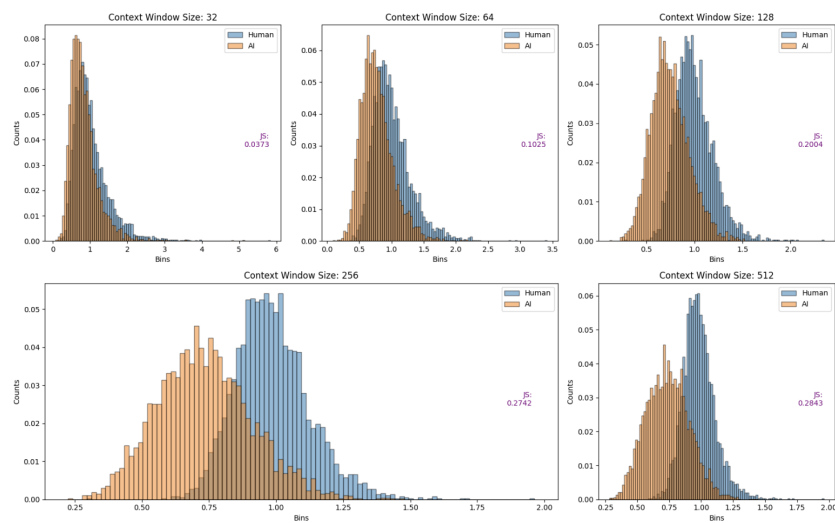 Context Window Size: 32
Human
AI
JS:
0.0373
Counts
0.08
0.07
0.06
0.05
0.04
0.03
0.02
0.01
0.00
0
1
2
3
4
5
6
Bins
Context Window Size: 64
Human
AI
JS:
0.1025
Counts
0.06
0.05
0.04
0.03
0.02
0.01
0.00
0.0
0.5
1.0
1.5
2.0
2.5
3.0
3.5
Bins
Context Window Size: 128
Human
AI
JS:
0.2004
Counts
0.05
0.04
0.03
0.02
0.01
0.00
0.5
1.0
1.5
2.0
Bins
Context Window Size: 256
Human
AI
JS:
0.2742
Counts
0.05
0.04
0.03
0.02
0.01
0.00
0.25
0.50
0.75
1.00
1.25
1.50
1.75
2.00
Bins
Context Window Size: 512
Human
AI
JS:
0.2843
Counts
0.06
0.05
0.04
0.03
0.02
0.01
0.00
0.25
0.50
0.75
1.00
1.25
1.50
1.75
2.00
Bins